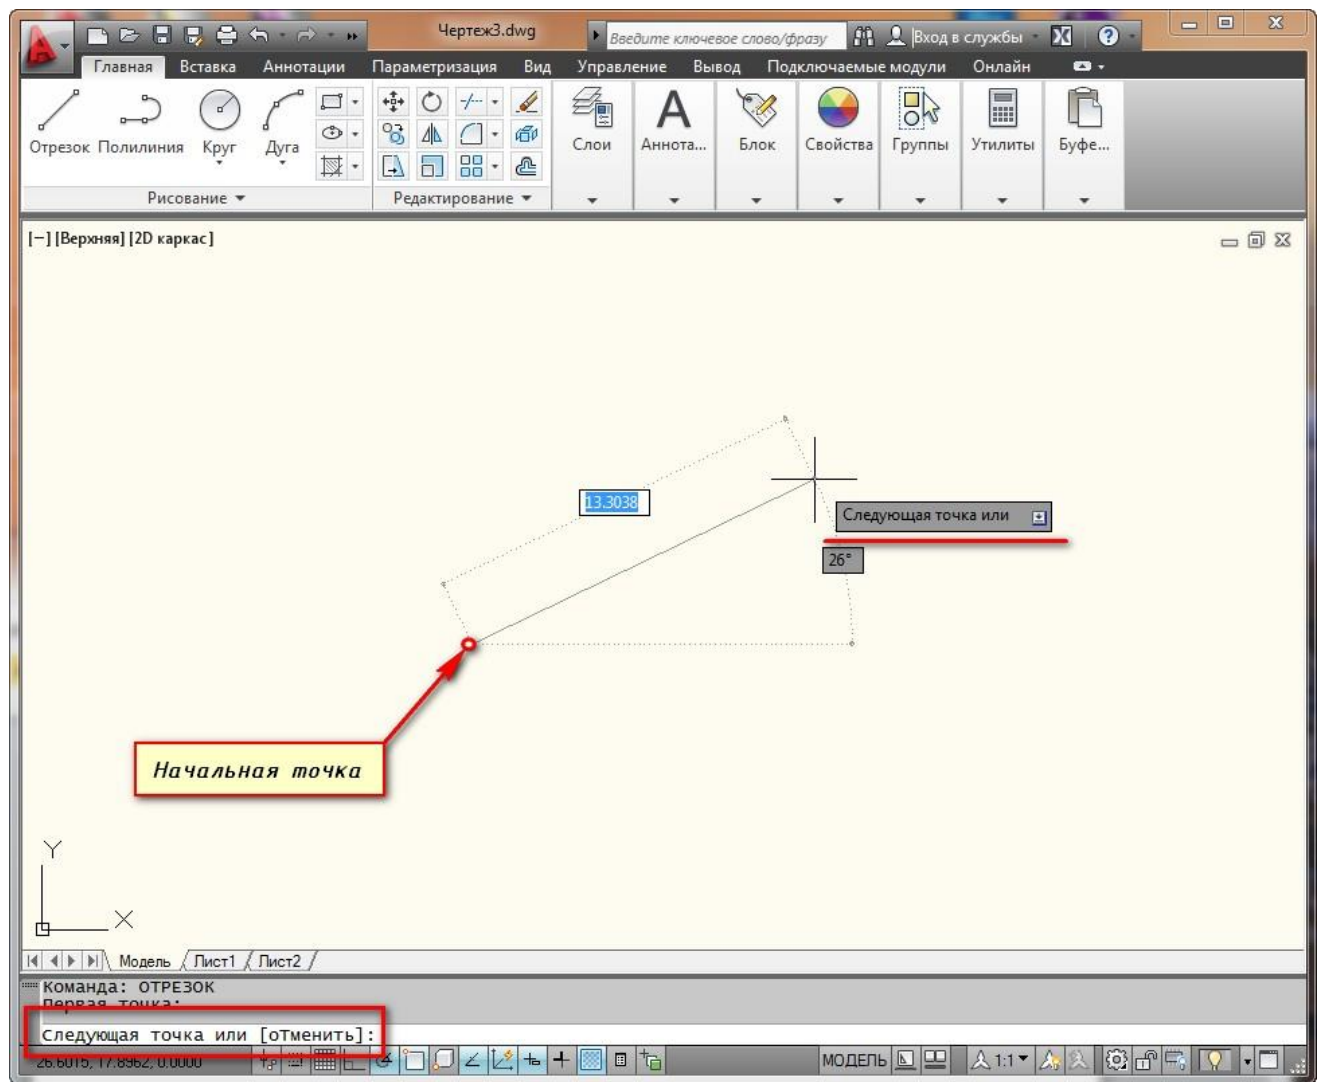 Чертеж3.dwg
Введите ключевое слово/фразу
Вход в службы
Главная Вставка Аннотации Параметризация Вид Управление Вывод Подключаемые модули Онлайн
Отрезок Полилиния Круг Дуга
Слои Аннота... Блок Свойства Группы Утилиты Буфе...
Рисование Редактирование
[−] [Верхняя] [2D каркас]
13.3038
Следующая точка или
26°
Начальная точка
Y
X
Модель Лист1 Лист2
Команда: ОТРЕЗОК
Первая точка:
Следующая точка или [оТменить]:
26.6015, 17.8962, 0.0000
МОДЕЛЬ
1:1